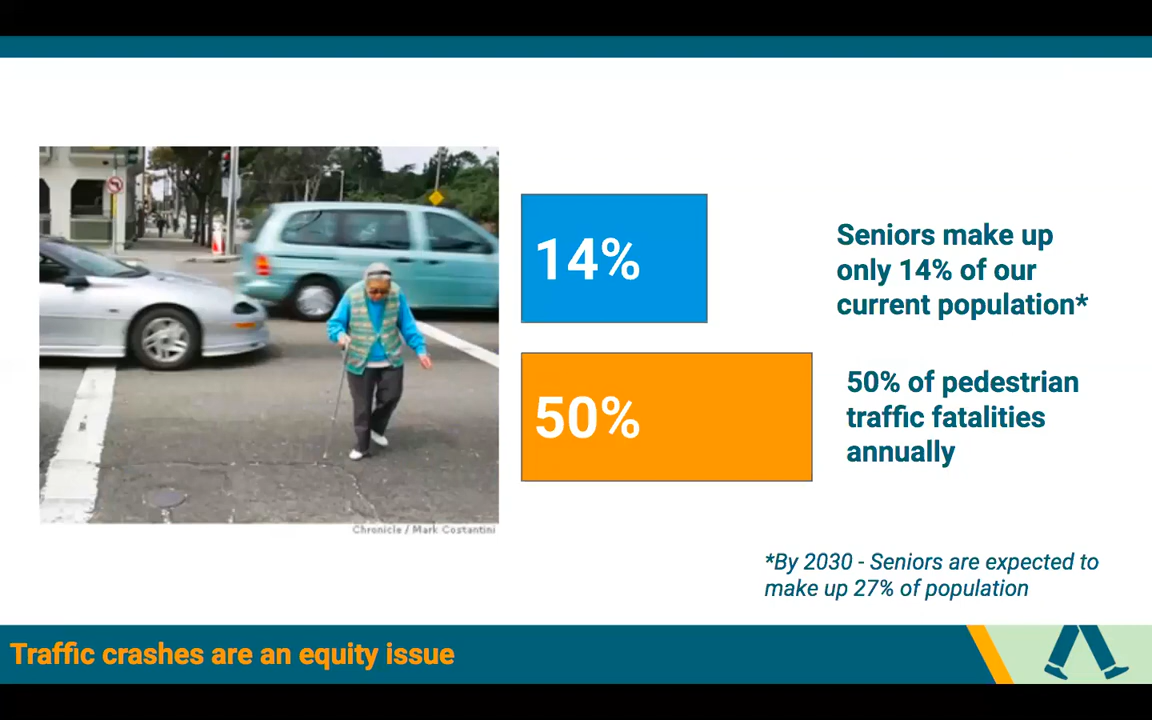 14%
Seniors make up
only 14% of our
current population*
50%
50% of pedestrian
traffic fatalities
annually
Chronicle / Mark Costantini
*By 2030 - Seniors are expected to
make up 27% of population
Traffic crashes are an equity issue